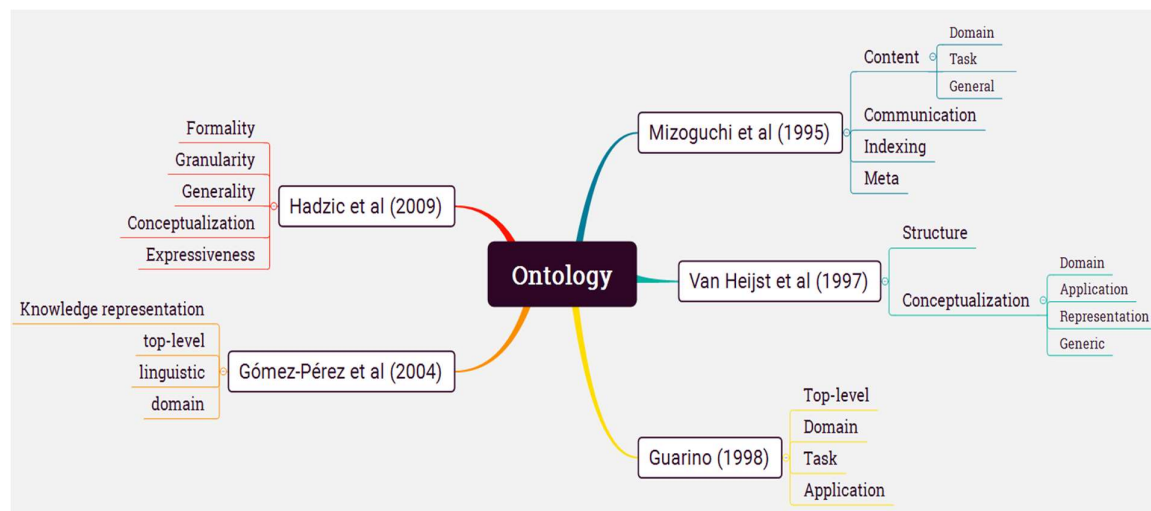 Ontology
Mizoguchi et al (1995)
Content
Domain
Task
General
Communication
Indexing
Meta
Van Heijst et al (1997)
Structure
Conceptualization
Domain
Application
Representation
Generic
Guarino (1998)
Top-level
Domain
Task
Application
Hadzic et al (2009)
Formality
Granularity
Generality
Conceptualization
Expressiveness
Gómez-Pérez et al (2004)
Knowledge representation
top-level
linguistic
domain